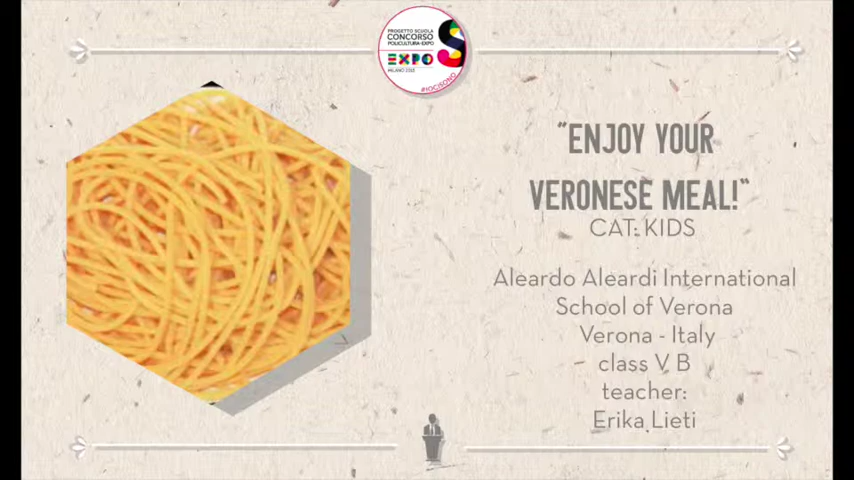 PROGETTO SCUOLA
CONCORSO
POLICULTURA-EXPO
EXPO
MILANO 2015
#IOCISONO
"ENJOY YOUR
VERONESE MEAL!"
CAT: KIDS
Aleardo Aleardi International
School of Verona
Verona - Italy
class V B
teacher:
Erika Lieti